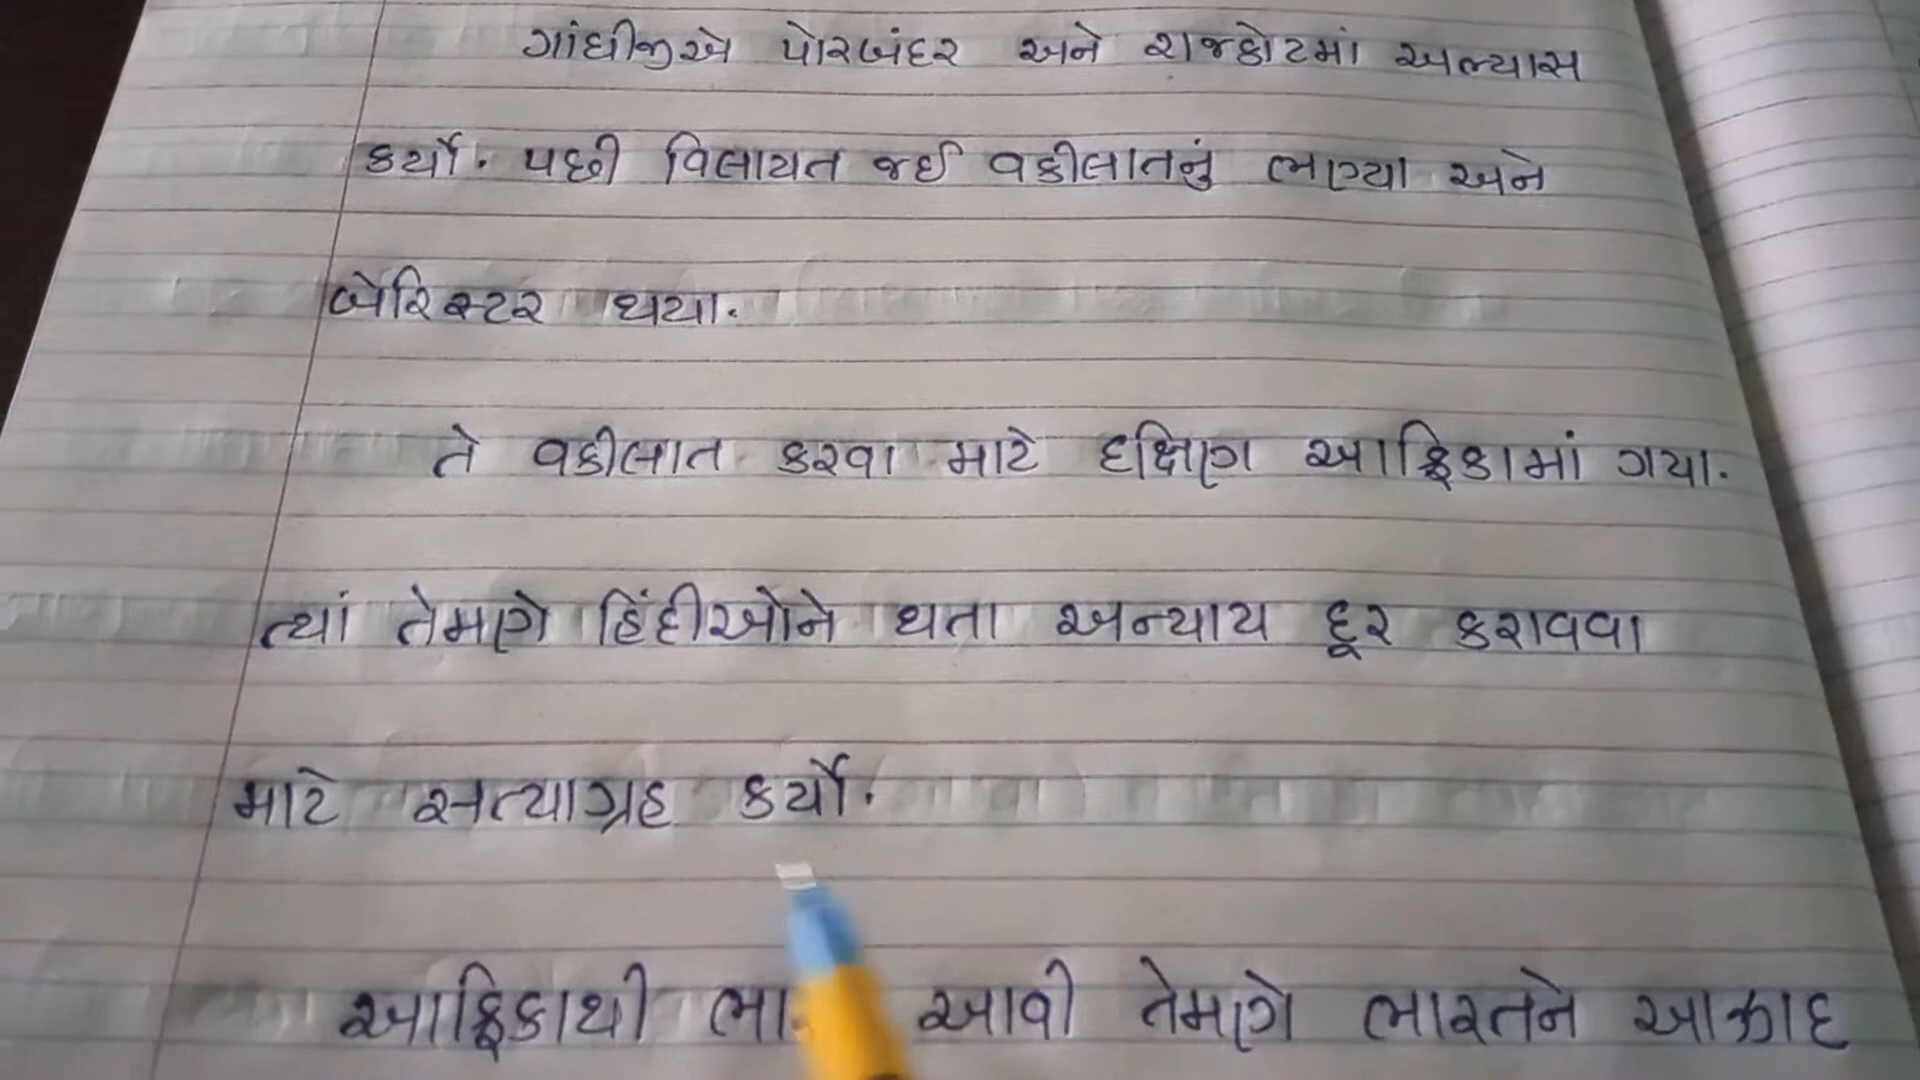 ગાંધીજીએ પોરબંદર અને રાજકોટમાં અભ્યાસ
કર્યો. પછી વિલાયત જઈ વકીલાતનું ભણ્યા અને
બેરિસ્ટર થયા.
તે વકીલાત કરવા માટે દક્ષિણ આફ્રિકામાં ગયા.
ત્યાં તેમણે હિંદીઓને થતા અન્યાય દૂર કરાવવા
માટે સત્યાગ્રહ કર્યો.
આફ્રિકાથી આવી તેમણે ભારતને આઝાદ